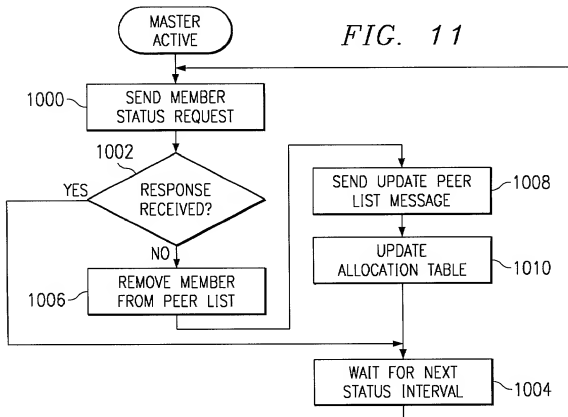 MASTER
ACTIVE
FIG. 11
1000
SEND MEMBER
STATUS REQUEST
1002
YES
RESPONSE
RECEIVED?
NO
1006
REMOVE MEMBER
FROM PEER LIST
SEND UPDATE PEER
LIST MESSAGE
1008
UPDATE
ALLOCATION TABLE
1010
WAIT FOR NEXT
STATUS INTERVAL
1004